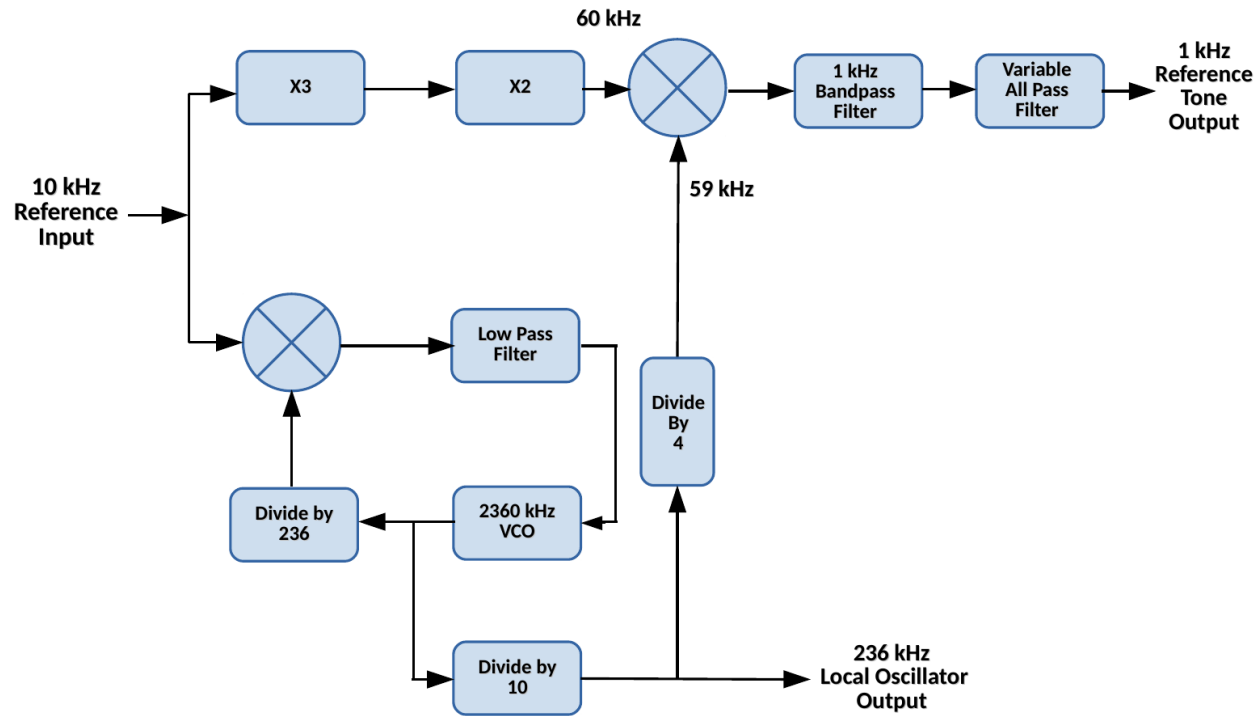 60 kHz
X3
X2
1 kHz
Bandpass
Filter
Variable
All Pass
Filter
1 kHz
Reference
Tone
Output
10 kHz
Reference
Input
59 kHz
Low Pass
Filter
Divide
By
4
Divide by
236
2360 kHz
VCO
Divide by
10
236 kHz
Local Oscillator
Output